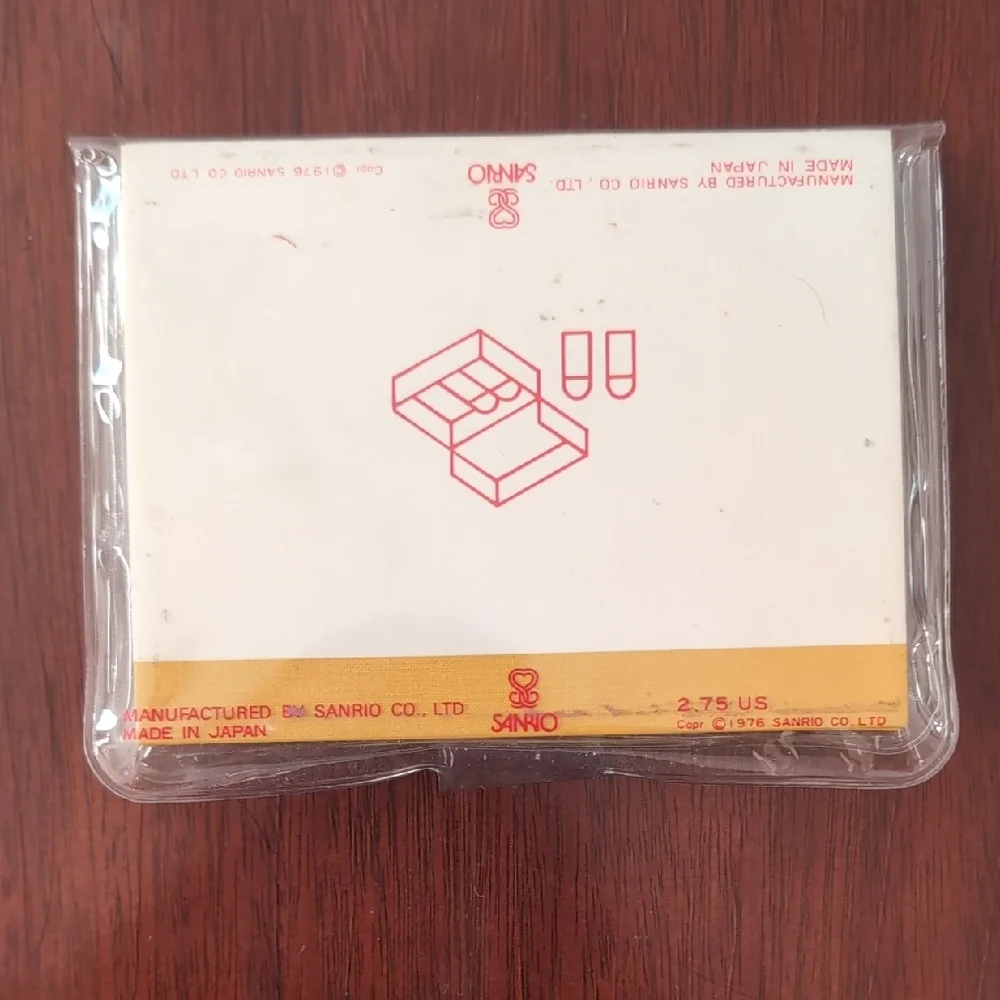 Copr ©1976 SANRIO CO LTD
SANRIO
MANUFACTURED BY SANRIO CO., LTD.
MADE IN JAPAN
SANRIO
MANUFACTURED BY SANRIO CO., LTD
MADE IN JAPAN
2.75 US
Copr ©1976 SANRIO CO. LTD